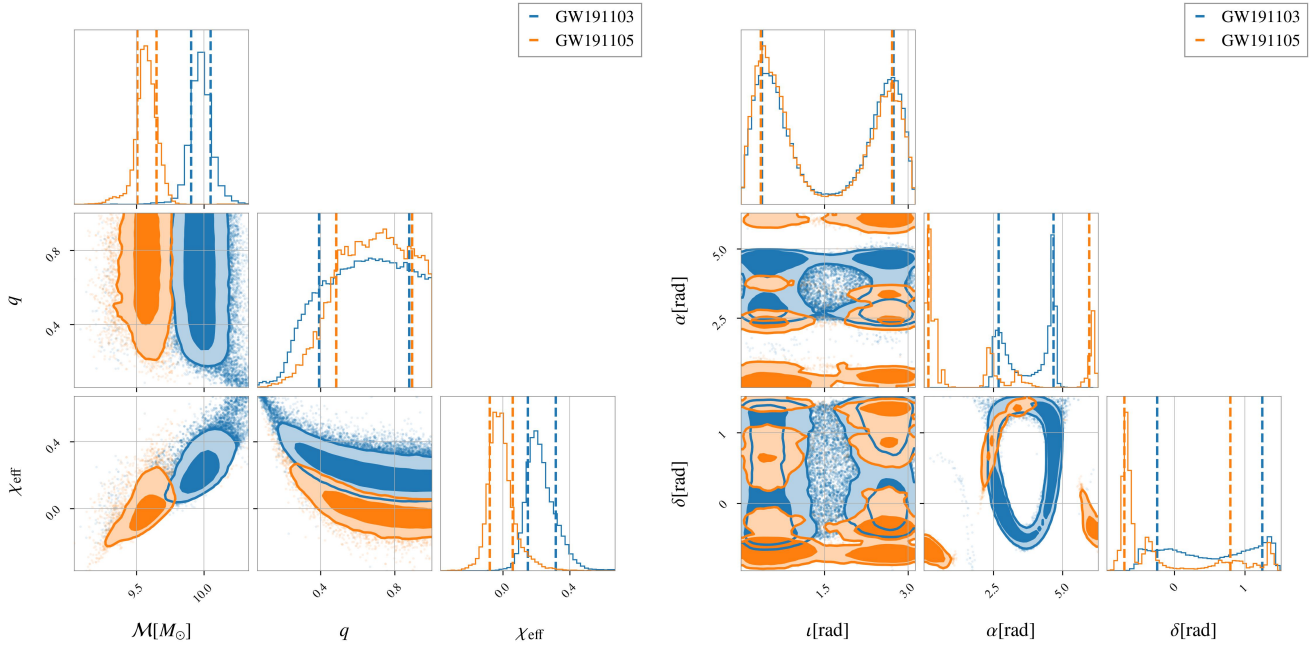 GW191103
GW191105
q
0.8
0.4
χeff
0.4
0.0
9.5
10.0
0.4
0.8
0.0
0.4
ℳ[M⊙]
q
χeff
GW191103
GW191105
α[rad]
5.0
2.5
δ[rad]
1
0
1.5
3.0
2.5
5.0
0
1
ι[rad]
α[rad]
δ[rad]